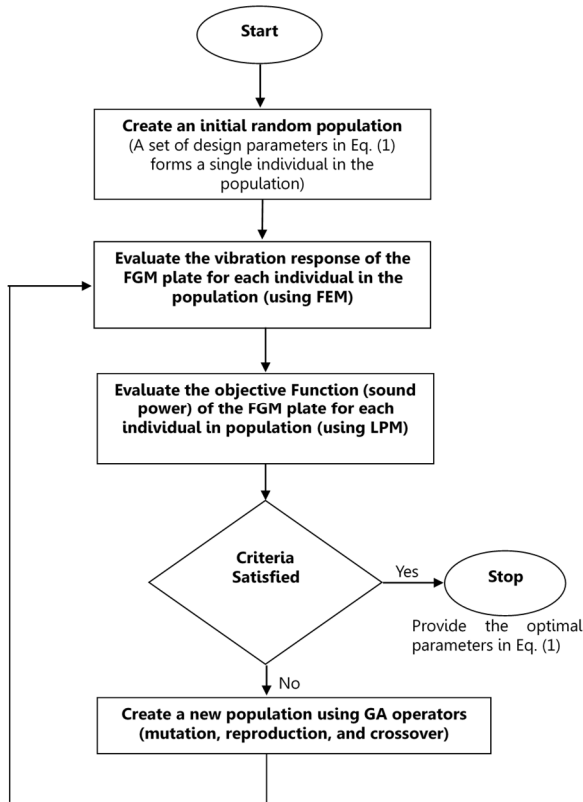 Start
Create an initial random population
(A set of design parameters in Eq. (1)
forms a single individual in the
population)
Evaluate the vibration response of the
FGM plate for each individual in the
population (using FEM)
Evaluate the objective Function (sound
power) of the FGM plate for each
individual in population (using LPM)
Criteria
Satisfied
Yes
Stop
Provide the optimal
parameters in Eq. (1)
No
Create a new population using GA operators
(mutation, reproduction, and crossover)